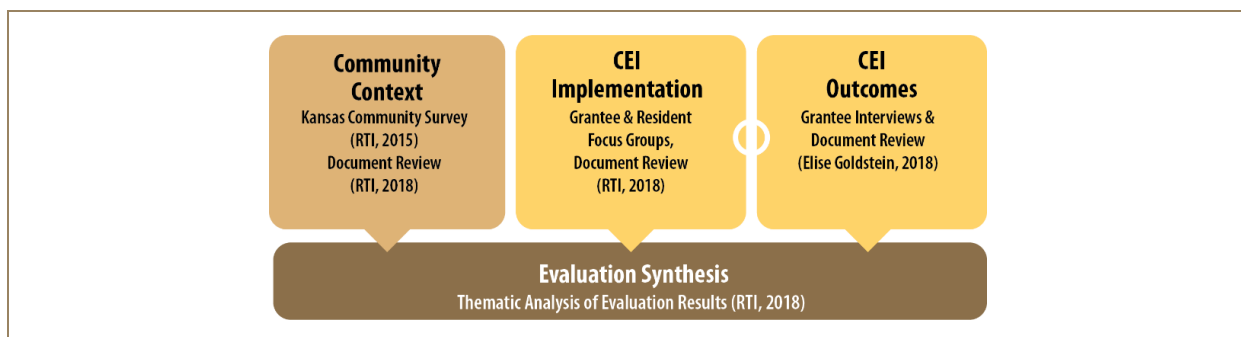 Community
Context
Kansas Community Survey
(RTI, 2015)
Document Review
(RTI, 2018)
CEI
Implementation
Grantee & Resident
Focus Groups,
Document Review
(RTI, 2018)
CEI
Outcomes
Grantee Interviews &
Document Review
(Elise Goldstein, 2018)
Evaluation Synthesis
Thematic Analysis of Evaluation Results (RTI, 2018)